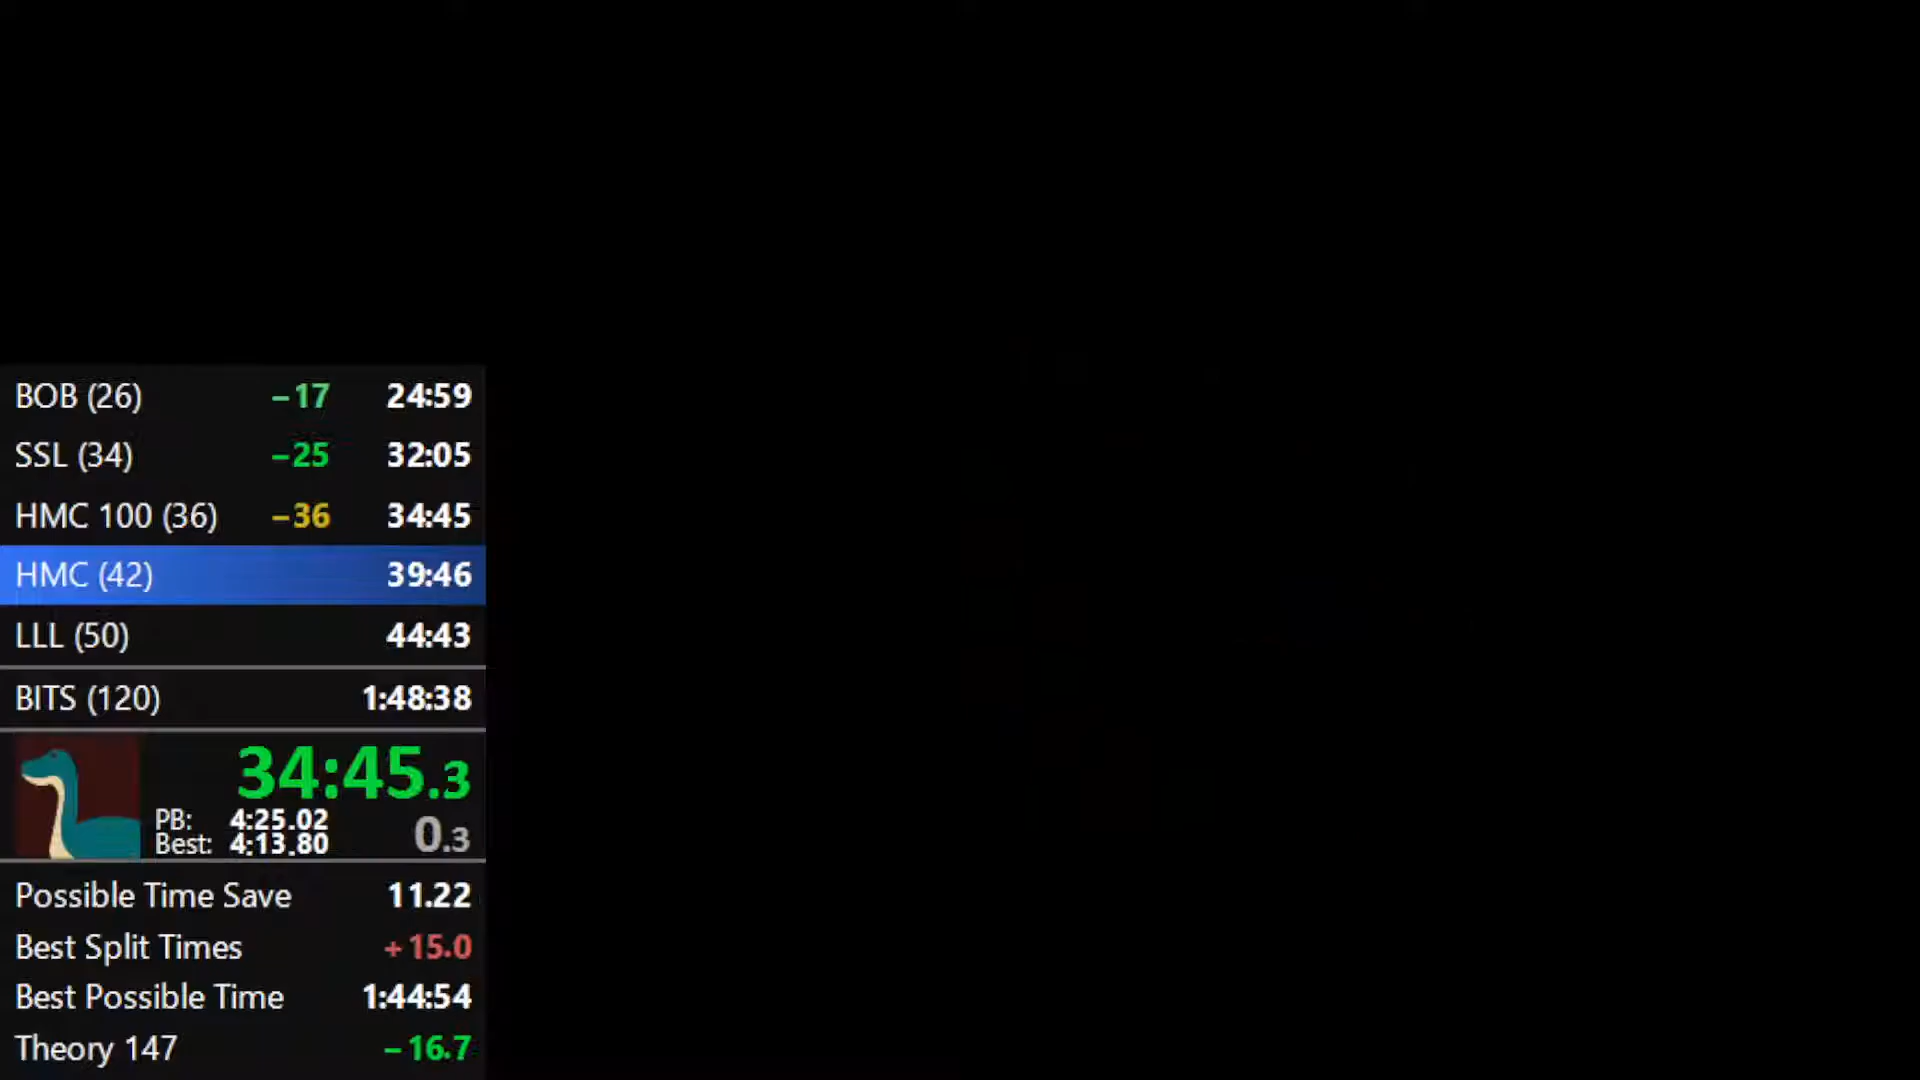 BOB (26) −17 24:59
SSL (34) −25 32:05
HMC 100 (36) −36 34:45
HMC (42) 39:46
LLL (50) 44:43
BITS (120) 1:48:38
34:45.3
PB: 4:25.02
Best: 4:13.80 0.3
Possible Time Save 11.22
Best Split Times +15.0
Best Possible Time 1:44:54
Theory 147 −16.7